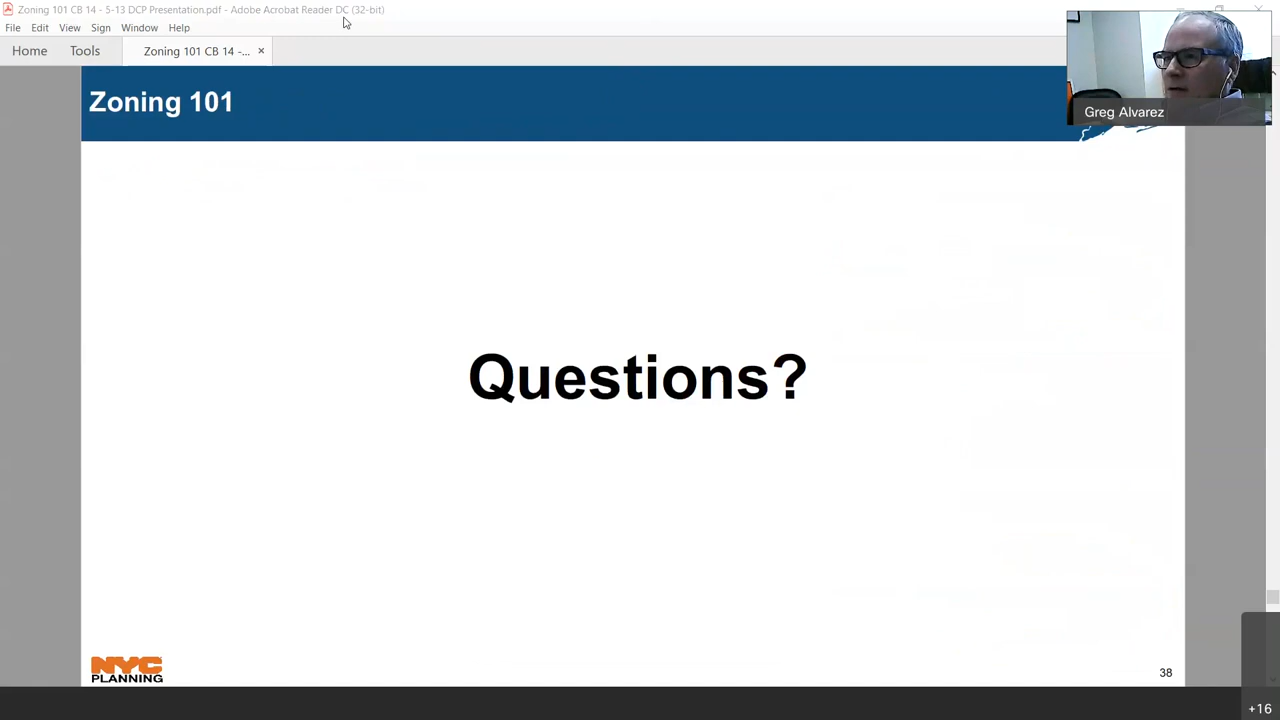 Zoning 101 CB 14 - 5-13 DCP Presentation.pdf - Adobe Acrobat Reader DC (32-bit)
File Edit View Sign Window Help
Home Tools Zoning 101 CB 14 -... ×
Greg Alvarez
Zoning 101
Questions?
NYC
PLANNING
38
+16